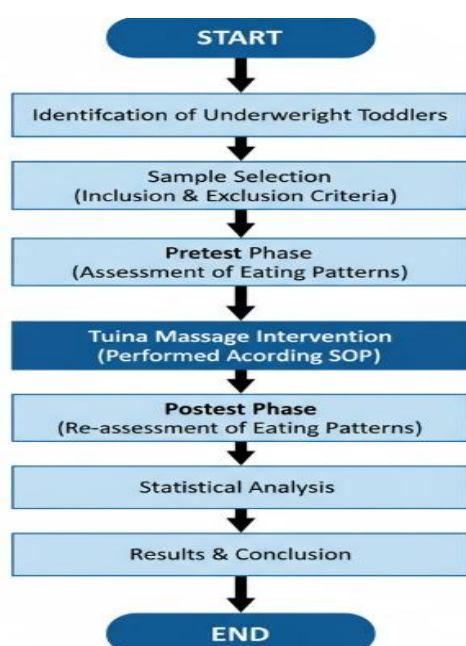 START
Identifcation of Underweright Toddlers
Sample Selection
(Inclusion & Exclusion Criteria)
Pretest Phase
(Assessment of Eating Patterns)
Tuina Massage Intervention
(Performed Acording SOP)
Postest Phase
(Re-assessment of Eating Patterns)
Statistical Analysis
Results & Conclusion
END